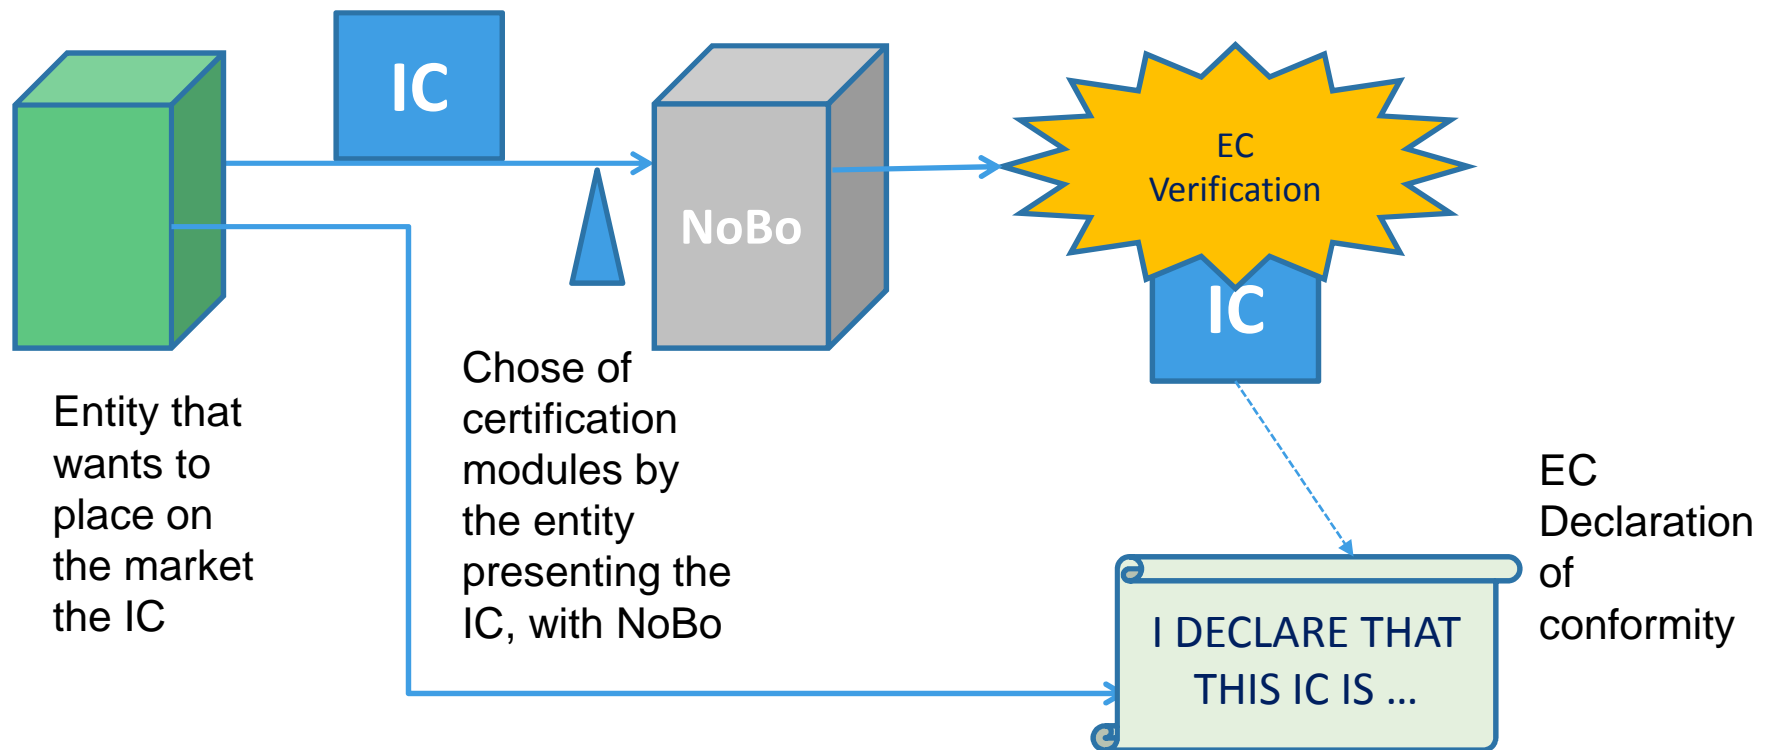 IC
NoBo
EC
Verification
IC
Entity that
wants to
place on
the market
the IC
Chose of
certification
modules by
the entity
presenting the
IC, with NoBo
EC
Declaration
of
conformity
I DECLARE THAT
THIS IC IS ...